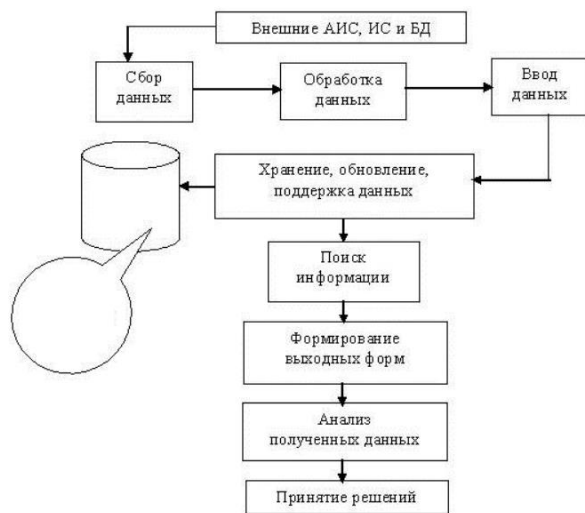 Внешние АИС, ИС и БД
Сбор
данных
Обработка
данных
Ввод
данных
Хранение, обновление,
поддержка данных
Поиск
информации
Формирование
выходных форм
Анализ
полученных данных
Принятие решений